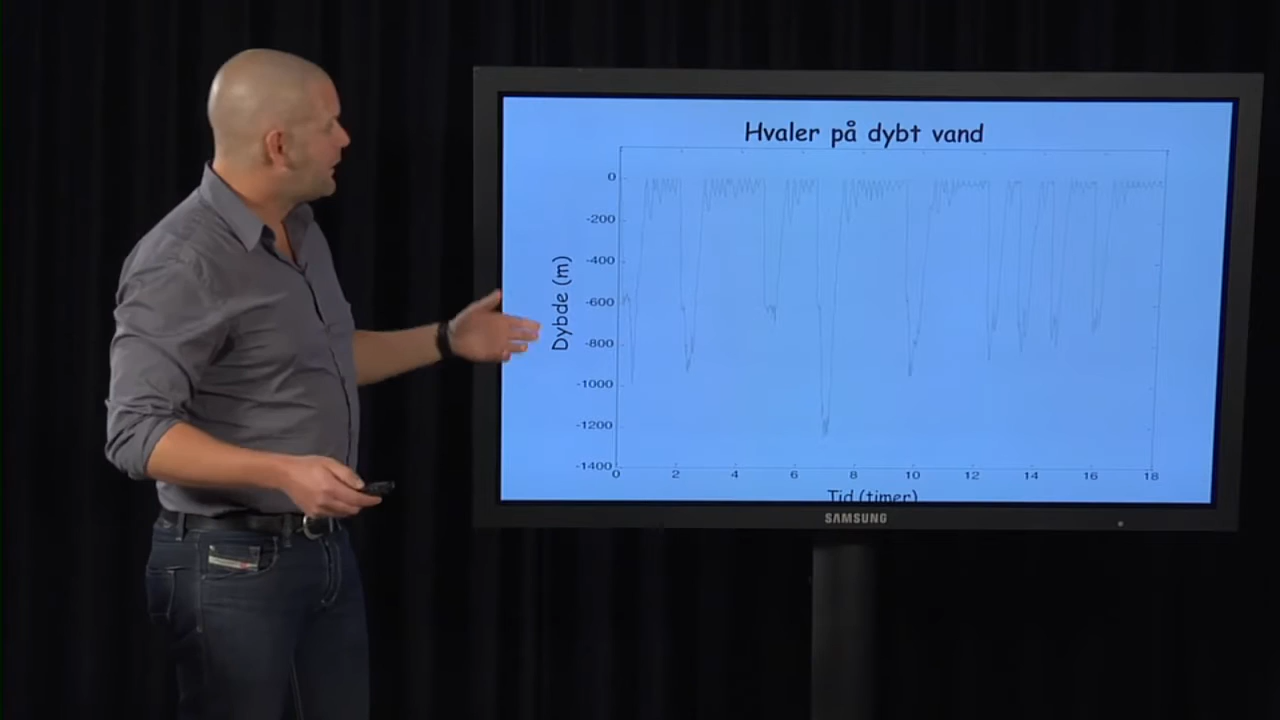 Hvaler på dybt vand
0
-200
-400
-600
-800
-1000
-1200
-1400
Dybde (m)
0 2 4 6 8 10 12 14 16 18
Tid (timer)
SAMSUNG